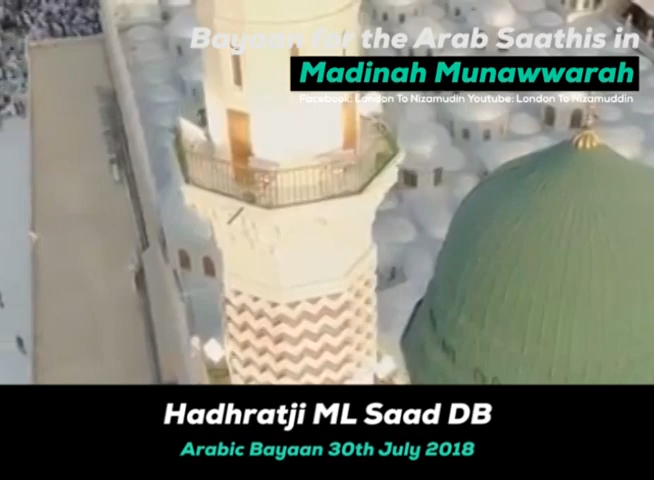 Bayaan for the Arab Saathis in
Madinah Munawwarah
Facebook: London To Nizamudin Youtube: London To Nizamuddin
Hadhratji ML Saad DB
Arabic Bayaan 30th July 2018